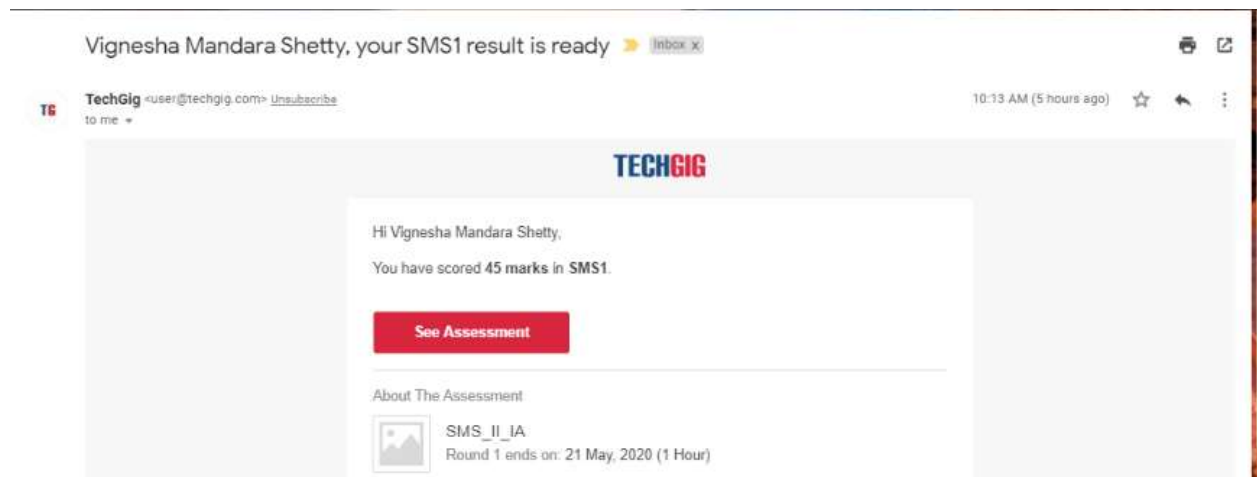 Vignesha Mandara Shetty, your SMS1 result is ready Inbox x
TG TechGig <user@techgig.com> Unsubscribe 10:13 AM (5 hours ago)
to me
TECHGIG
Hi Vignesha Mandara Shetty,
You have scored 45 marks in SMS1.
See Assessment
About The Assessment
SMS_II_IA
Round 1 ends on: 21 May, 2020 (1 Hour)